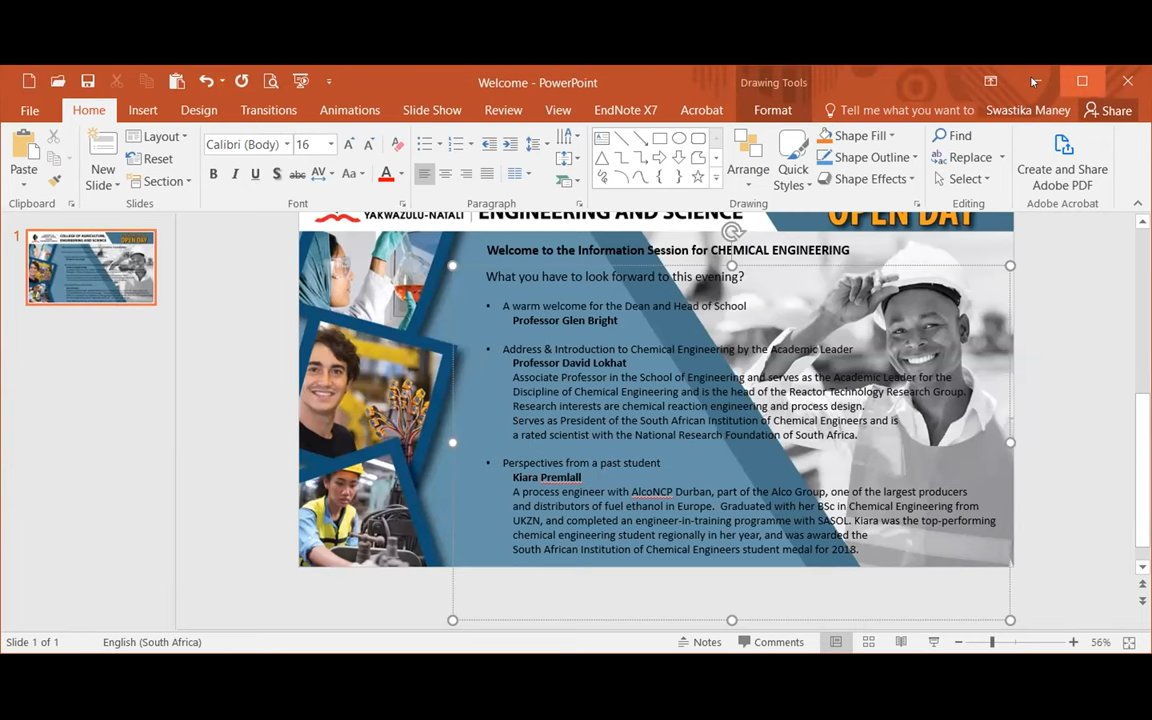 Welcome - PowerPoint
Drawing Tools
File Home Insert Design Transitions Animations Slide Show Review View EndNote X7 Acrobat Format Tell me what you want to do Swastika Maney Share
Paste
New Slide
Layout
Reset
Section
Calibri (Body) 16
B I U S abc AV Aa A
Arrange
Quick Styles
Shape Fill
Shape Outline
Shape Effects
Find
Replace
Select
Create and Share Adobe PDF
Clipboard Slides Font Paragraph Drawing Editing Adobe Acrobat
1
YAKWAZULU-NATALI
ENGINEERING AND SCIENCE
OPEN DAY
Welcome to the Information Session for CHEMICAL ENGINEERING
What you have to look forward to this evening?
• A warm welcome for the Dean and Head of School
Professor Glen Bright
• Address & Introduction to Chemical Engineering by the Academic Leader
Professor David Lokhat
Associate Professor in the School of Engineering and serves as the Academic Leader for the
Discipline of Chemical Engineering and is the head of the Reactor Technology Research Group.
Research interests are chemical reaction engineering and process design.
Serves as President of the South African Institution of Chemical Engineers and is
a rated scientist with the National Research Foundation of South Africa.
• Perspectives from a past student
Kiara Premlall
A process engineer with AlcoNCP Durban, part of the Alco Group, one of the largest producers
and distributors of fuel ethanol in Europe. Graduated with her BSc in Chemical Engineering from
UKZN, and completed an engineer-in-training programme with SASOL. Kiara was the top-performing
chemical engineering student regionally in her year, and was awarded the
South African Institution of Chemical Engineers student medal for 2018.
Slide 1 of 1 English (South Africa) Notes Comments 56%